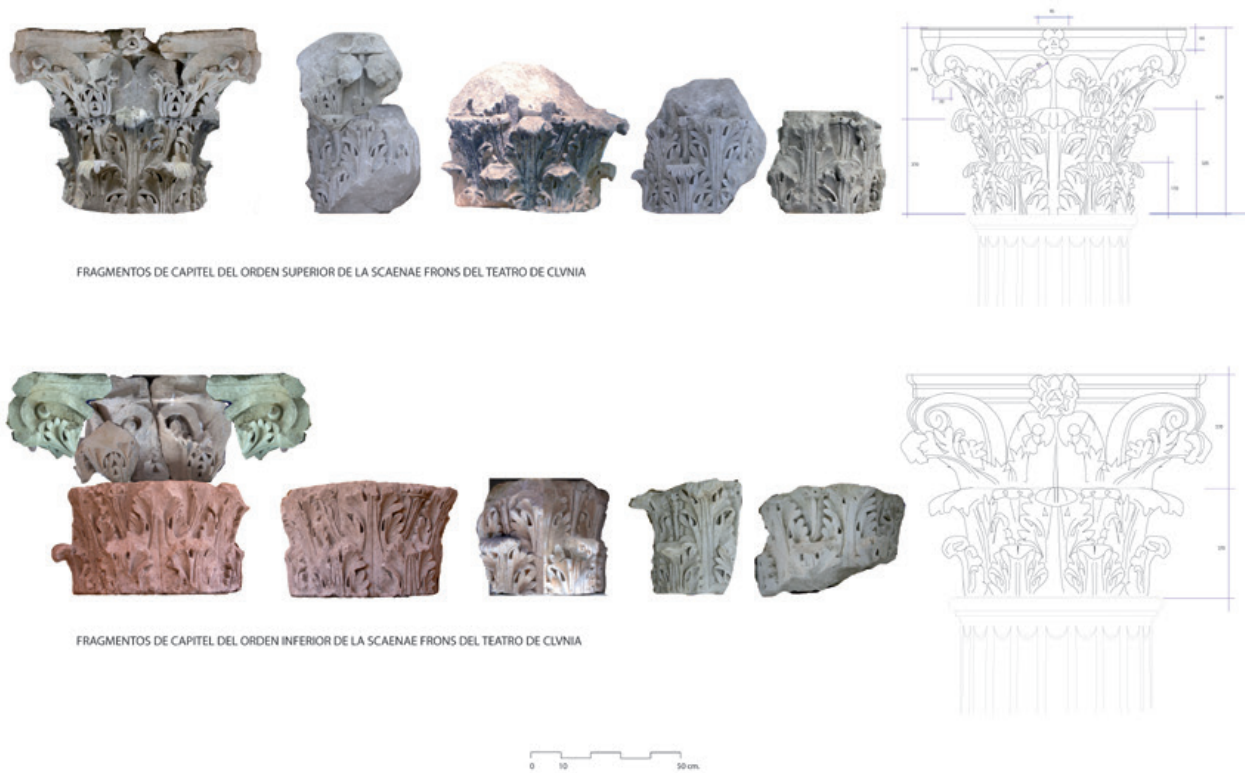 FRAGMENTOS DE CAPITEL DEL ORDEN SUPERIOR DE LA SCAENAE FRONS DEL TEATRO DE CLVNIA
FRAGMENTOS DE CAPITEL DEL ORDEN INFERIOR DE LA SCAENAE FRONS DEL TEATRO DE CLVNIA
0 10 50 cm.